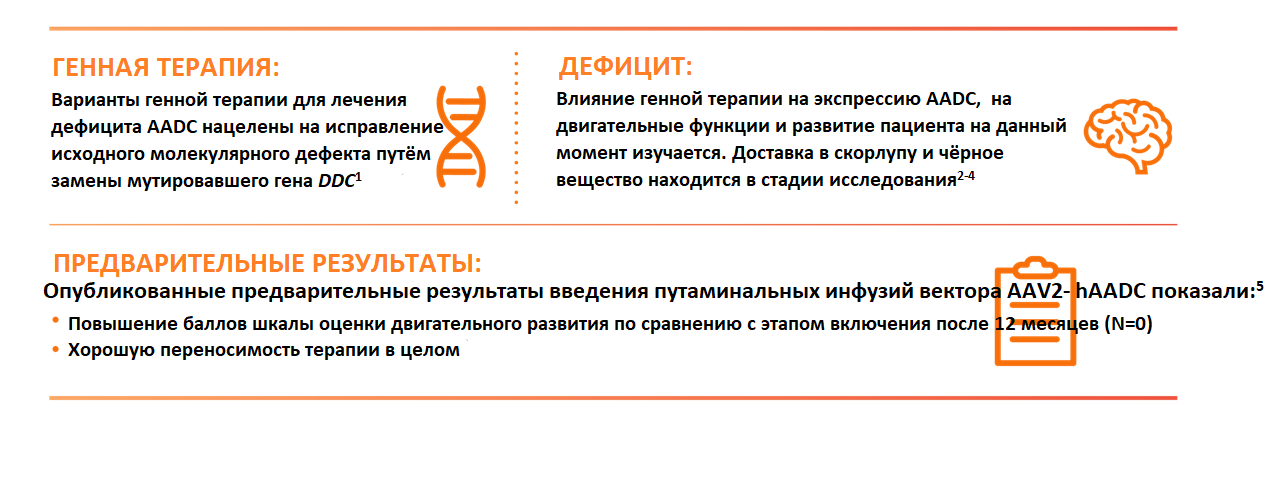 ГЕННАЯ ТЕРАПИЯ:
Варианты генной терапии для лечения
дефицита AADC нацелены на исправление
исходного молекулярного дефекта путём
замены мутировавшего гена DDC1
ДЕФИЦИТ:
Влияние генной терапии на экспрессию AADC, на
двигательные функции и развитие пациента на данный
момент изучается. Доставка в скорлупу и чёрное
вещество находится в стадии исследования2-4
ПРЕДВАРИТЕЛЬНЫЕ РЕЗУЛЬТАТЫ:
Опубликованные предварительные результаты введения путаминальных инфузий вектора AAV2- hAADC показали:5
• Повышение баллов шкалы оценки двигательного развития по сравнению с этапом включения после 12 месяцев (N=0)
• Хорошую переносимость терапии в целом